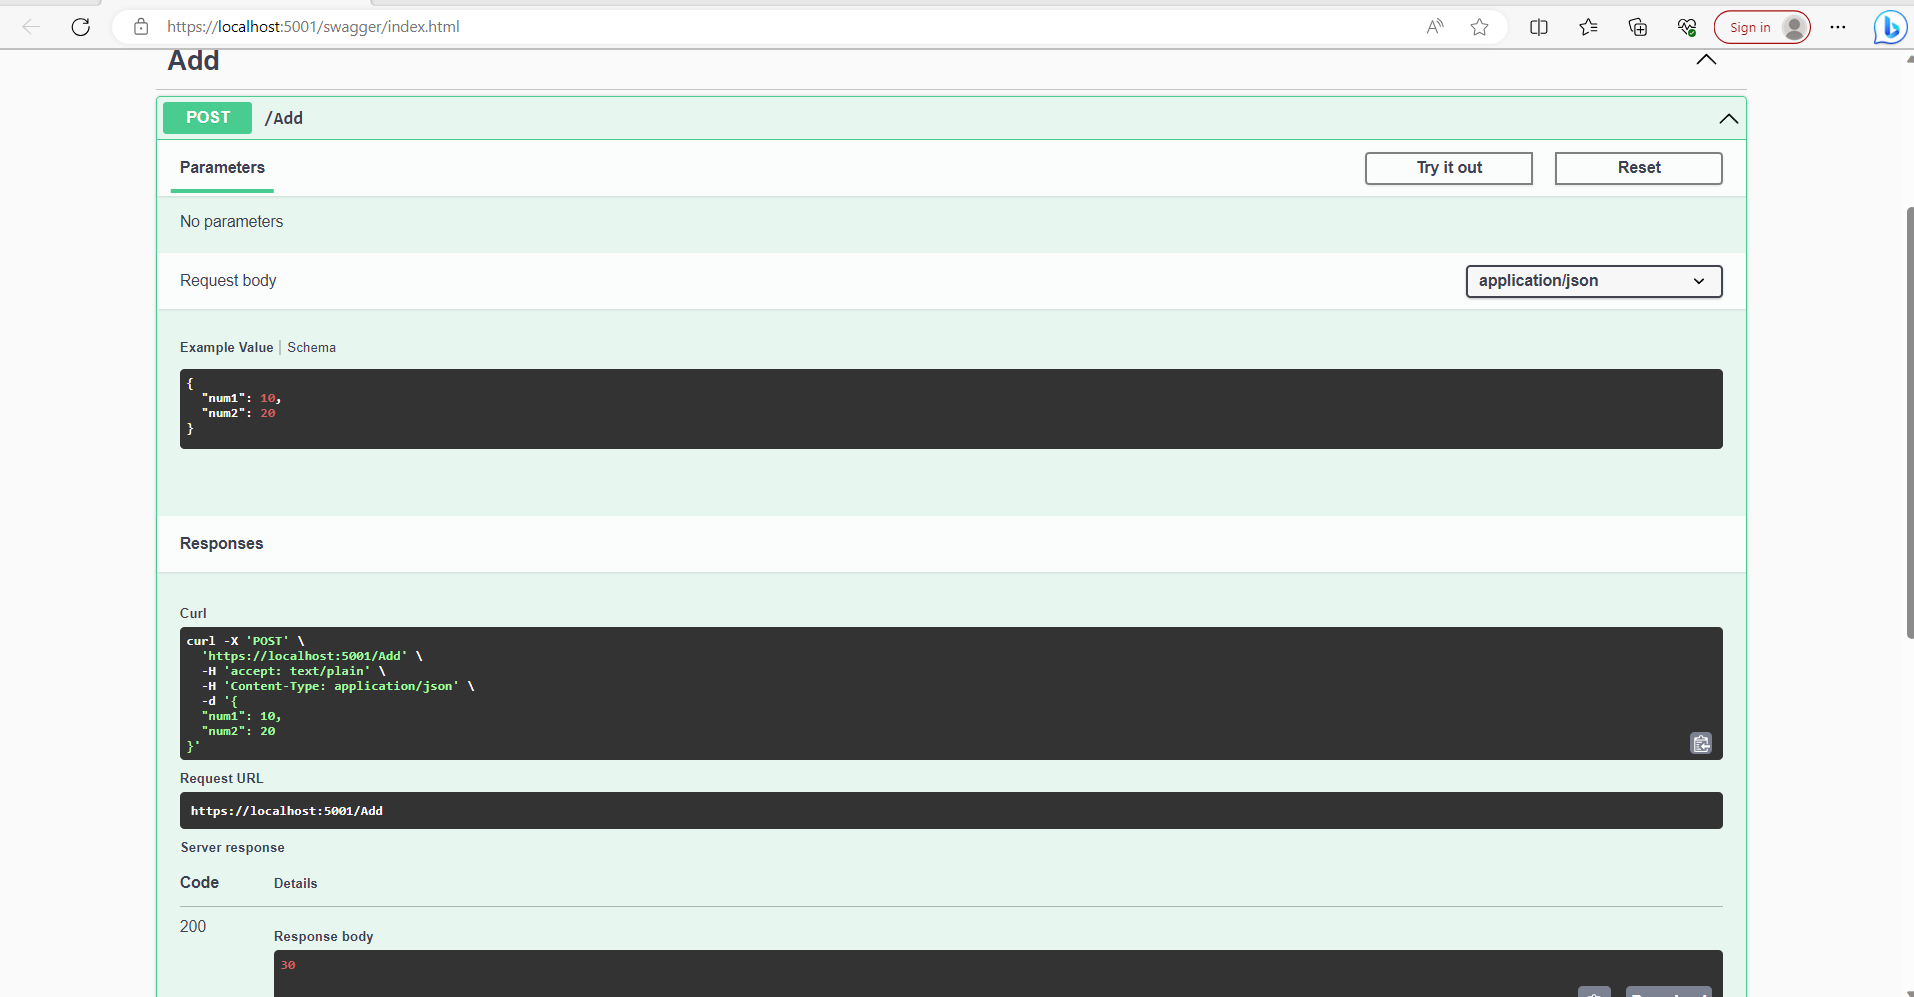 https://localhost:5001/swagger/index.html
Sign in
Add
POST /Add
Parameters
Try it out
Reset
No parameters
Request body
application/json
Example Value | Schema
{
  "num1": 10,
  "num2": 20
}
Responses
Curl
curl -X 'POST' \
  'https://localhost:5001/Add' \
  -H 'accept: text/plain' \
  -H 'Content-Type: application/json' \
  -d '{
  "num1": 10,
  "num2": 20
}'
Request URL
https://localhost:5001/Add
Server response
Code Details
200
Response body
30